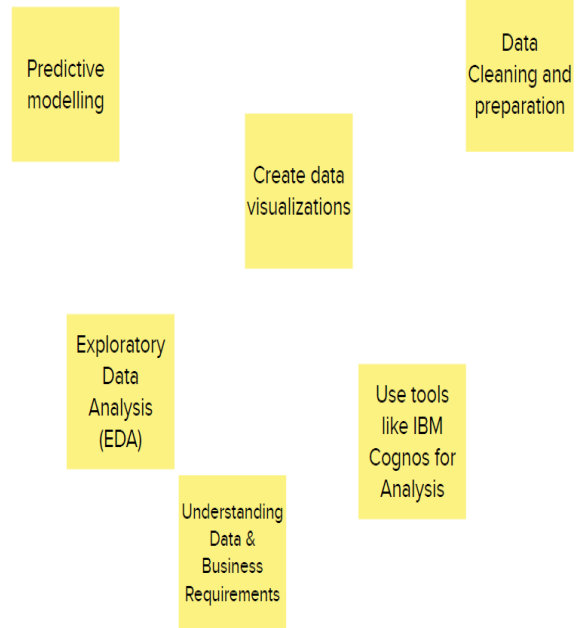 Predictive
modelling
Data
Cleaning and
preparation
Create data
visualizations
Exploratory
Data
Analysis
(EDA)
Use tools
like IBM
Cognos for
Analysis
Understanding
Data &
Business
Requirements